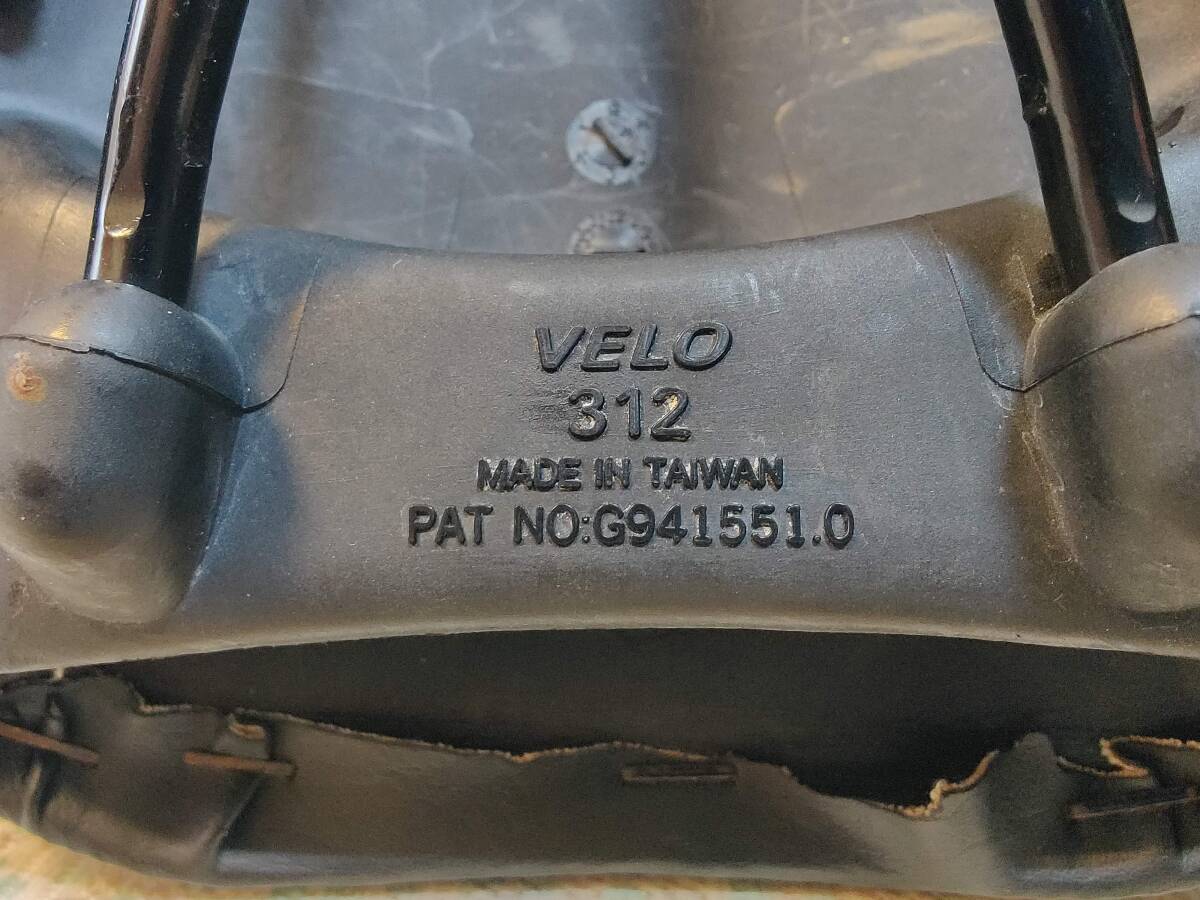 VELO
312
MADE IN TAIWAN
PAT NO:G941551.0